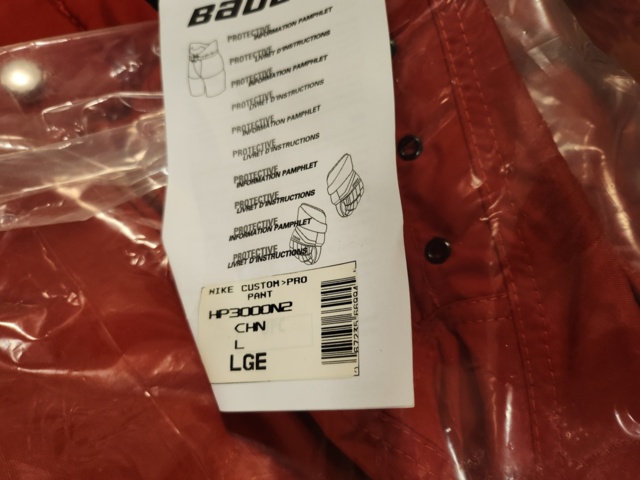 PROTECTIVE
INFORMATION PAMPHLET
PROTECTIVE
LIVRET D'INSTRUCTIONS
PROTECTIVE
INFORMATION PAMPHLET
PROTECTIVE
LIVRET D'INSTRUCTIONS
PROTECTIVE
INFORMATION PAMPHLET
PROTECTIVE
LIVRET D'INSTRUCTIONS
PROTECTIVE
INFORMATION PAMPHLET
PROTECTIVE
LIVRET D'INSTRUCTIONS
PROTECTIVE
INFORMATION PAMPHLET
PROTECTIVE
LIVRET D'INSTRUCTIONS
NIKE CUSTOM>PRO
PANT
HP3000N2
CHN
L
LGE